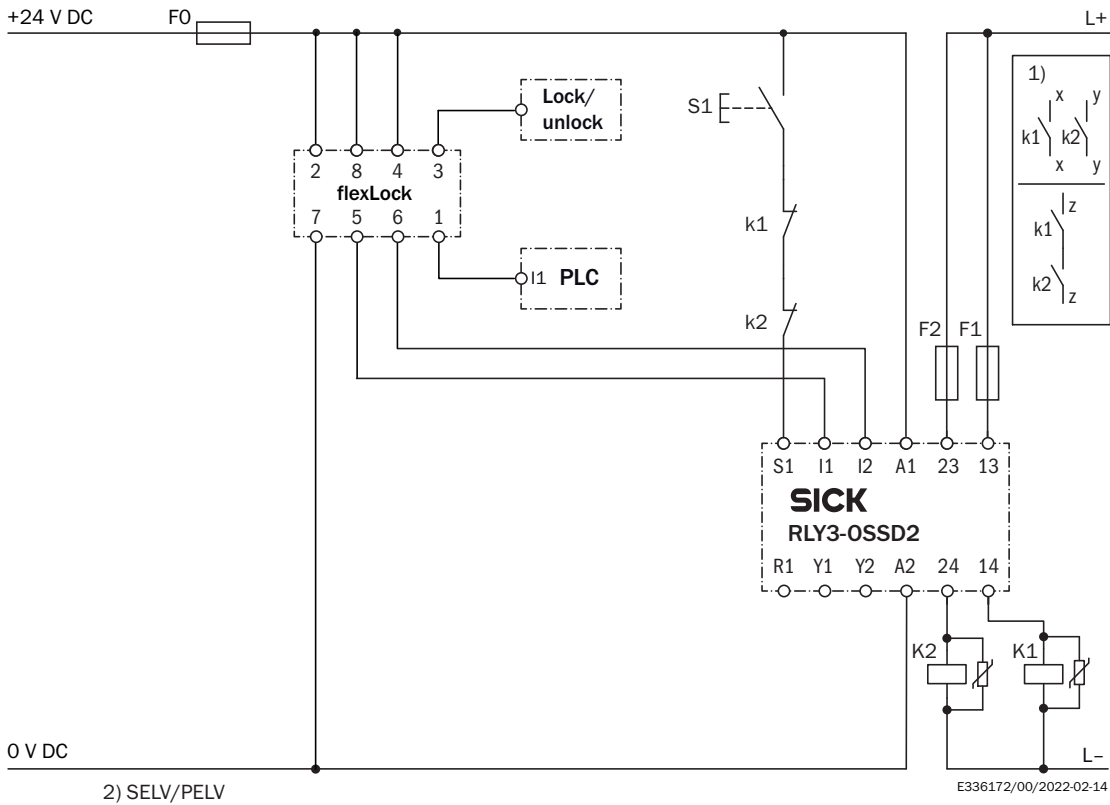 +24 V DC F0 L+
1)
x y
k1 k2
x y
z
k1
k2
z
Lock/
unlock
S1
2 8 4 3
flexLock
7 5 6 1
I1 PLC
k1
k2
F2 F1
S1 I1 I2 A1 23 13
SICK
RLY3-OSSD2
R1 Y1 Y2 A2 24 14
K2 K1
0 V DC L–
2) SELV/PELV
E336172/00/2022-02-14